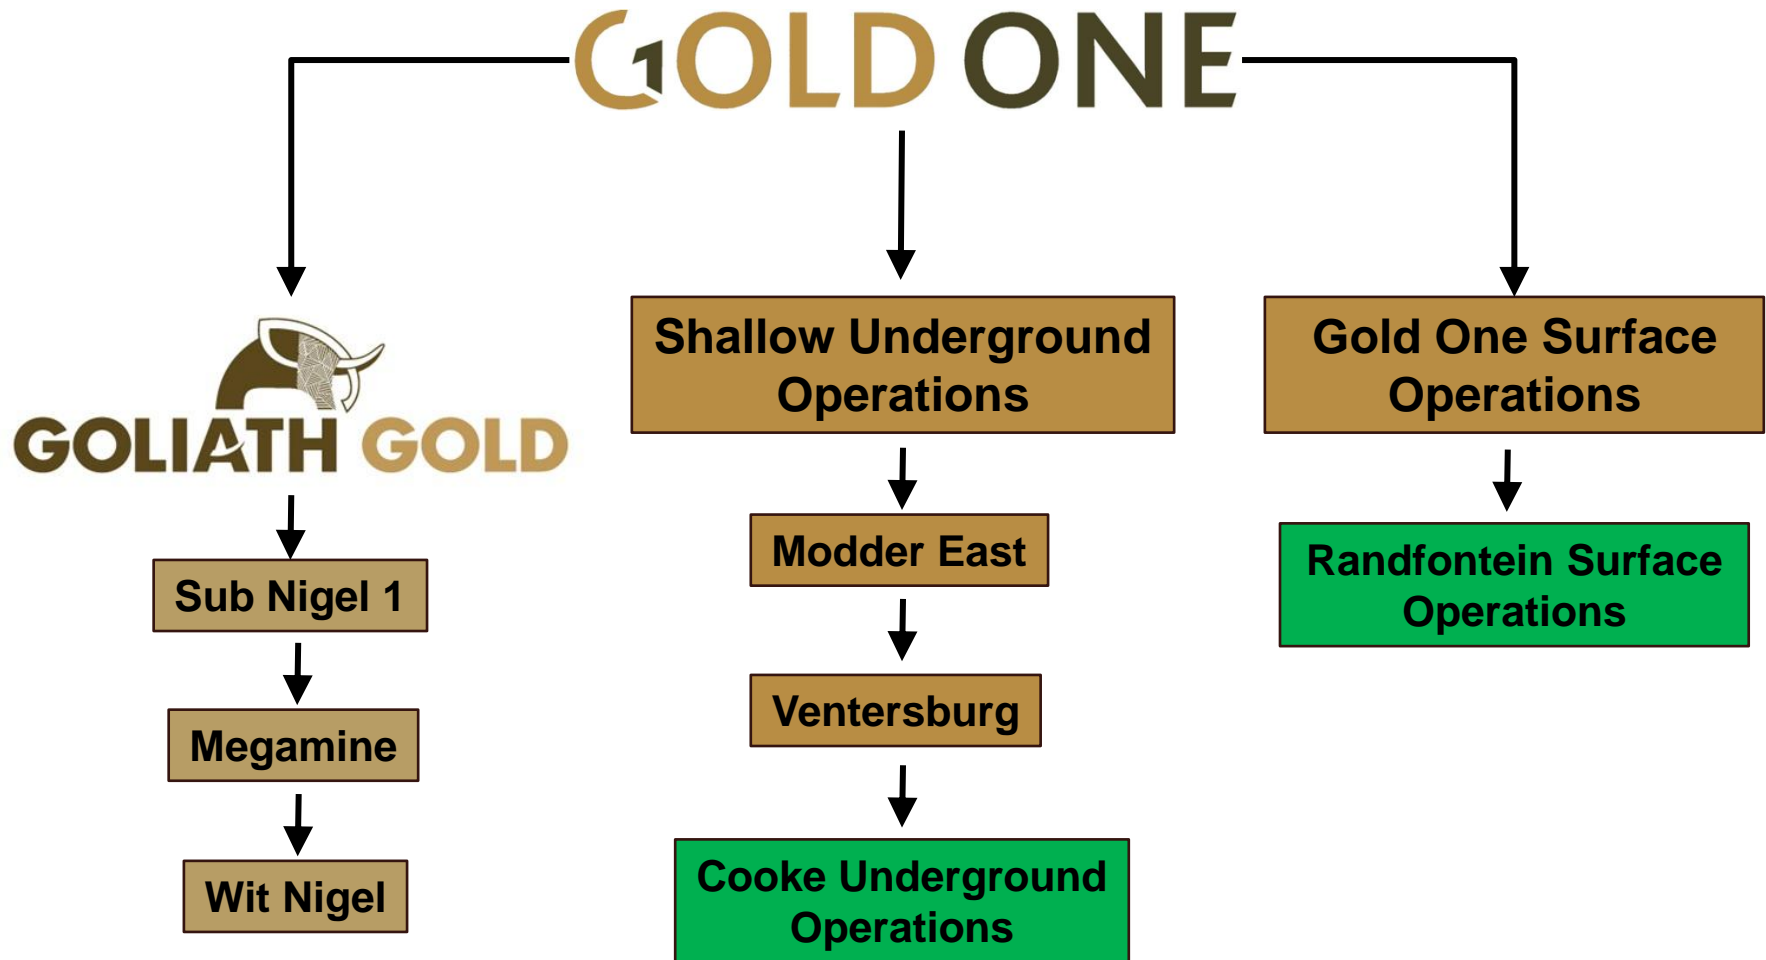 GOLD ONE
GOLIATH GOLD
Sub Nigel 1
Megamine
Wit Nigel
Shallow Underground
Operations
Modder East
Ventersburg
Cooke Underground
Operations
Gold One Surface
Operations
Randfontein Surface
Operations